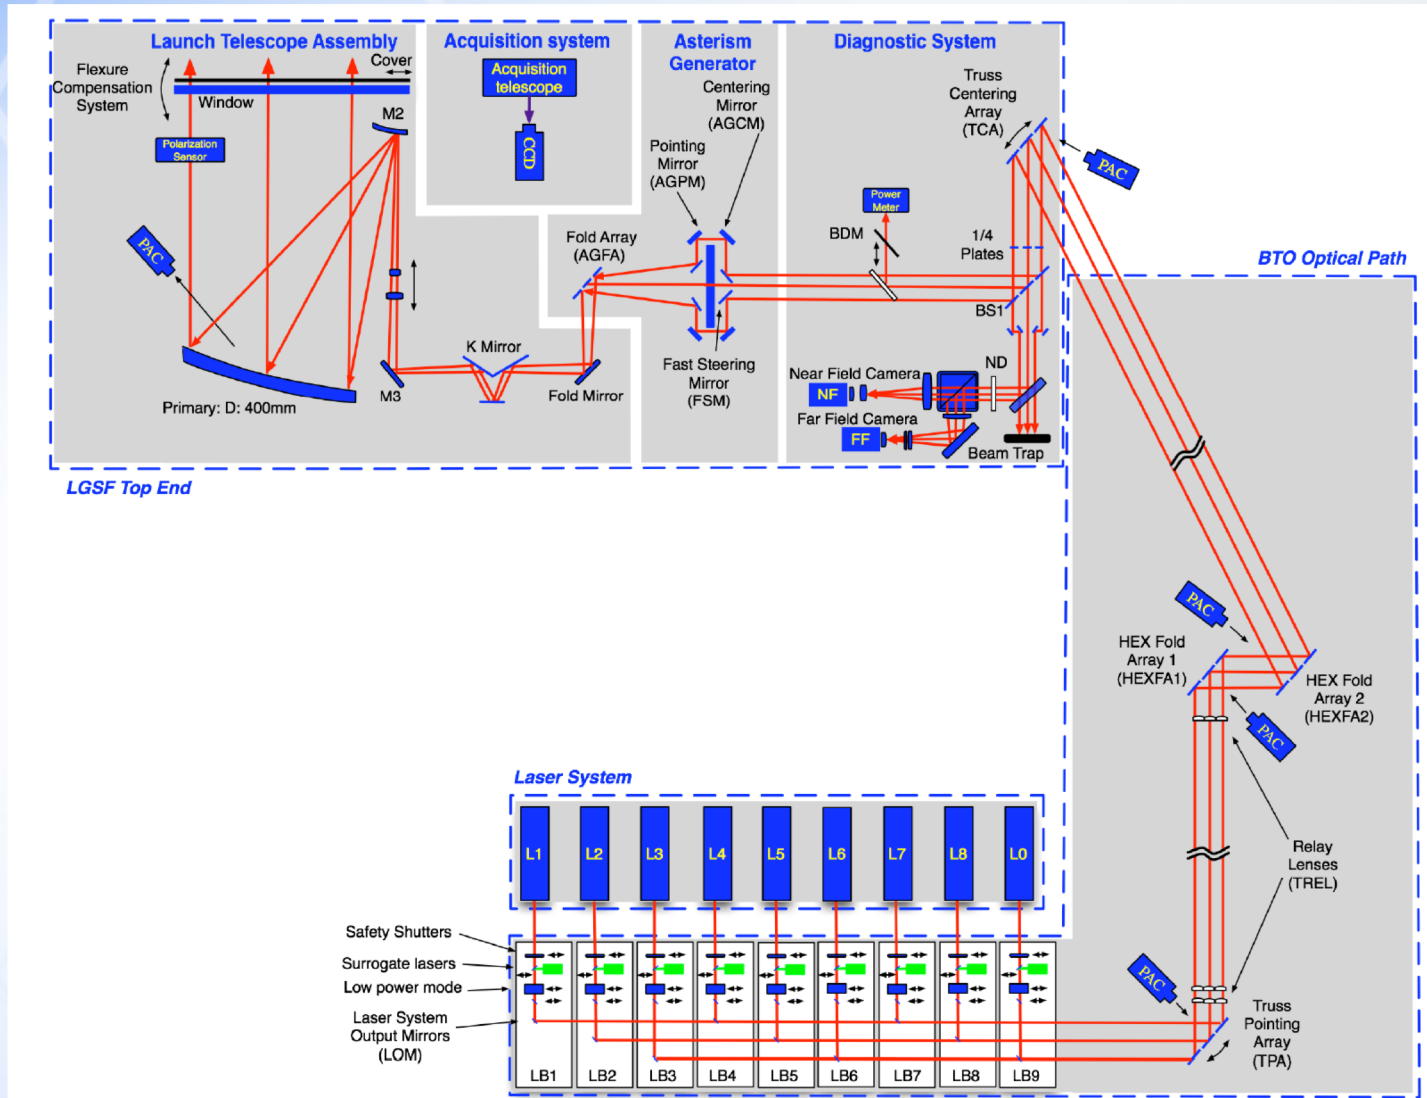 Launch Telescope Assembly
Flexure
Compensation
System
Cover
Window
M2
Polarization
Sensor
PAC
Primary: D: 400mm
M3
K Mirror
Fold Mirror
Acquisition system
Acquisition
telescope
CCD
Fold Array
(AGFA)
Asterism
Generator
Centering
Mirror
(AGCM)
Pointing
Mirror
(AGPM)
Fast Steering
Mirror
(FSM)
Diagnostic System
Truss
Centering
Array
(TCA)
PAC
Power
Meter
BDM
1/4
Plates
BS1
Near Field Camera
ND
NF
Far Field Camera
FF
Beam Trap
LGSF Top End
BTO Optical Path
PAC
HEX Fold
Array 1
(HEXFA1)
HEX Fold
Array 2
(HEXFA2)
PAC
Relay
Lenses
(TREL)
PAC
Truss
Pointing
Array
(TPA)
Laser System
L1 L2 L3 L4 L5 L6 L7 L8 L0
Safety Shutters
Surrogate lasers
Low power mode
Laser System
Output Mirrors
(LOM)
LB1 LB2 LB3 LB4 LB5 LB6 LB7 LB8 LB9